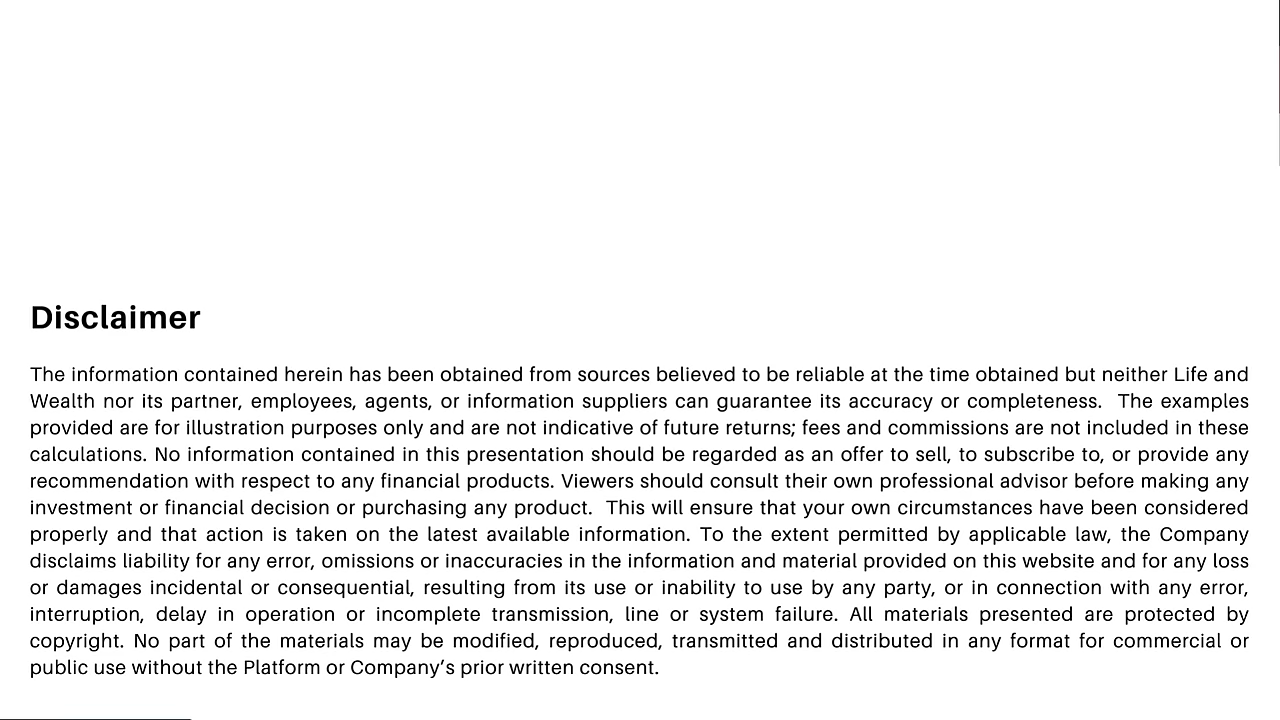 Disclaimer
The information contained herein has been obtained from sources believed to be reliable at the time obtained but neither Life and
Wealth nor its partner, employees, agents, or information suppliers can guarantee its accuracy or completeness.  The examples
provided are for illustration purposes only and are not indicative of future returns; fees and commissions are not included in these
calculations. No information contained in this presentation should be regarded as an offer to sell, to subscribe to, or provide any
recommendation with respect to any financial products. Viewers should consult their own professional advisor before making any
investment or financial decision or purchasing any product.  This will ensure that your own circumstances have been considered
properly and that action is taken on the latest available information. To the extent permitted by applicable law, the Company
disclaims liability for any error, omissions or inaccuracies in the information and material provided on this website and for any loss
or damages incidental or consequential, resulting from its use or inability to use by any party, or in connection with any error,
interruption, delay in operation or incomplete transmission, line or system failure. All materials presented are protected by
copyright. No part of the materials may be modified, reproduced, transmitted and distributed in any format for commercial or
public use without the Platform or Company’s prior written consent.